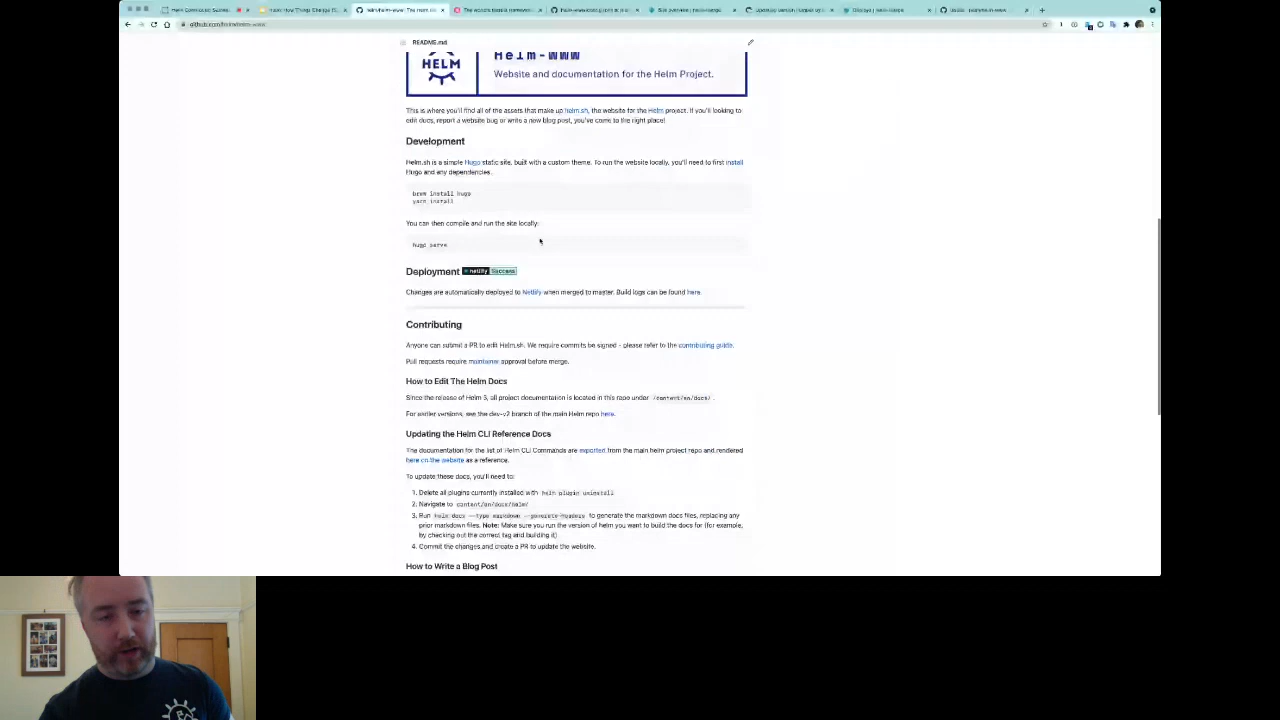 github.com/helm/helm-www
README.md
HELM
Helm-WWW
Website and documentation for the Helm Project.
This is where you'll find all of the assets that make up helm.sh, the website for the Helm project. If you'll looking to
edit docs, report a website bug or write a new blog post, you've come to the right place!
Development
Helm.sh is a simple Hugo static site, built with a custom theme. To run the website locally, you'll need to first install
Hugo and any dependencies.
brew install hugo
yarn install
You can then compile and run the site locally:
hugo serve
Deployment netlify Success
Changes are automatically deployed to Netlify when merged to master. Build logs can be found here.
Contributing
Anyone can submit a PR to edit Helm.sh. We require commits be signed - please refer to the contributing guide.
Pull requests require maintainer approval before merge.
How to Edit The Helm Docs
Since the release of Helm 3, all project documentation is located in this repo under /content/en/docs/ .
For earlier versions, see the dev-v2 branch of the main Helm repo here.
Updating the Helm CLI Reference Docs
The documentation for the list of Helm CLI Commands are exported from the main helm project repo and rendered
here on the website as a reference.
To update these docs, you'll need to:
1. Delete all plugins currently installed with helm plugin uninstall
2. Navigate to content/en/docs/helm/
3. Run helm docs --type markdown --generate-headers to generate the markdown docs files, replacing any
prior markdown files. Note: Make sure you run the version of helm you want to build the docs for (for example,
by checking out the correct tag and building it)
4. Commit the changes and create a PR to update the website.
How to Write a Blog Post